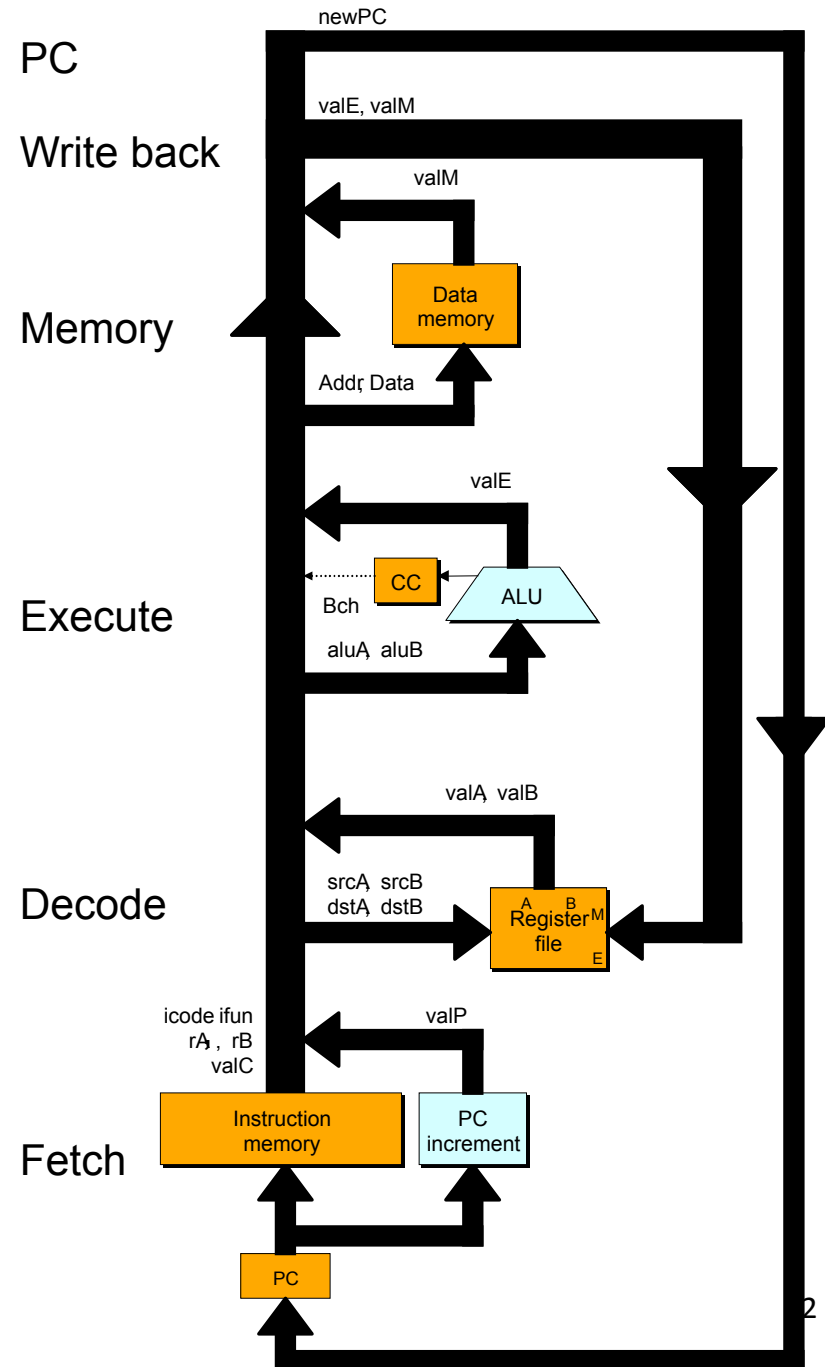 newPC
PC
valE, valM
Write back
valM
Data
memory
Memory
Addr, Data
valE
CC
ALU
Bch
Execute
aluA, aluB
valA, valB
srcA, srcB
dstA, dstB
Decode
A B
Register M
file
E
icode ifun
rA, , rB
valC
valP
Instruction
memory
PC
increment
Fetch
PC
2